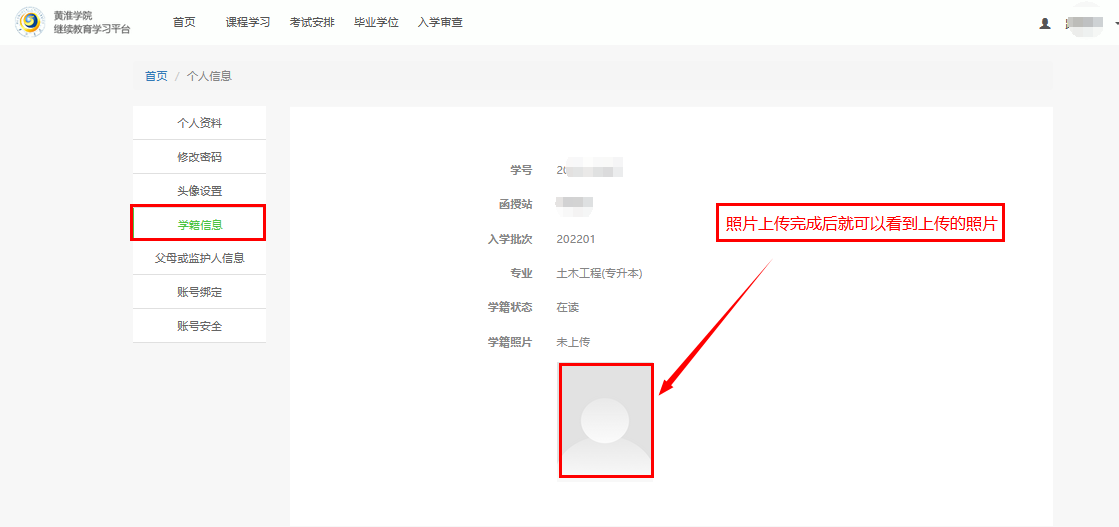 黄淮学院
继续教育学习平台
首页 课程学习 考试安排 毕业学位 入学审查
首页 / 个人信息
个人资料
修改密码
头像设置
学籍信息
父母或监护人信息
账号绑定
账号安全
学号 20
函授站
入学批次 202201
专业 土木工程(专升本)
学籍状态 在读
学籍照片 未上传
照片上传完成后就可以看到上传的照片